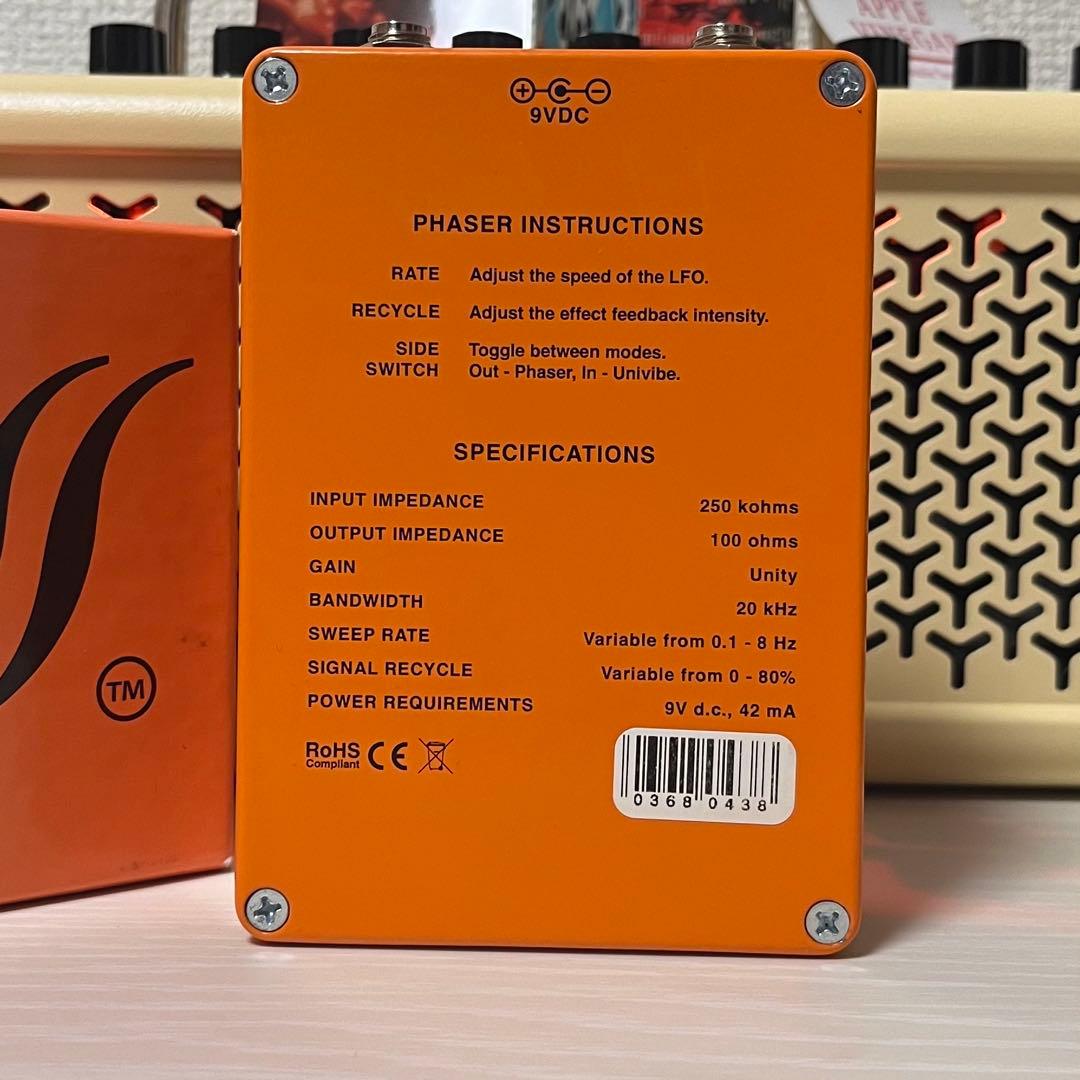 APPLE
9VDC
PHASER INSTRUCTIONS
RATE Adjust the speed of the LFO.
RECYCLE Adjust the effect feedback intensity.
SIDE Toggle between modes.
SWITCH Out - Phaser, In - Univibe.
SPECIFICATIONS
INPUT IMPEDANCE 250 kohms
OUTPUT IMPEDANCE 100 ohms
GAIN Unity
BANDWIDTH 20 kHz
SWEEP RATE Variable from 0.1 - 8 Hz
SIGNAL RECYCLE Variable from 0 - 80%
POWER REQUIREMENTS 9V d.c., 42 mA
RoHS CE
Compliant
0368 0438
TM